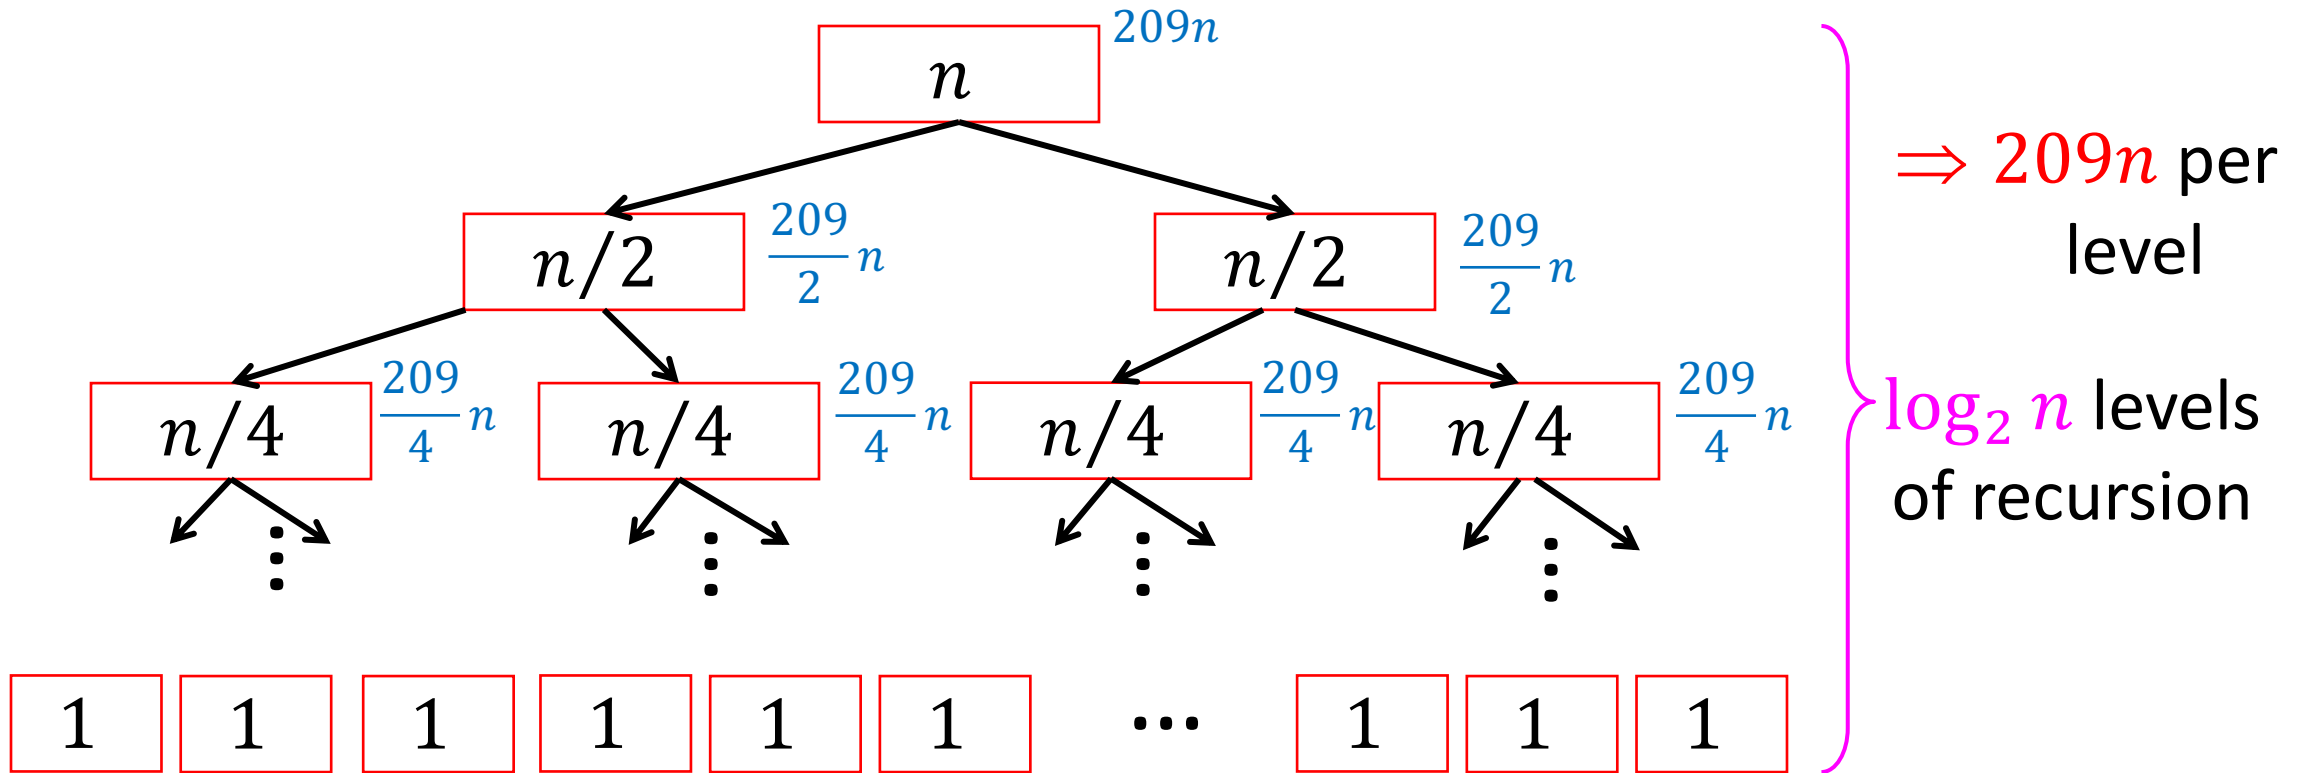 n 209n
n/2 209/2 n n/2 209/2 n
n/4 209/4 n n/4 209/4 n n/4 209/4 n n/4 209/4 n
⋮ ⋮ ⋮ ⋮
1 1 1 1 1 1 ⋯ 1 1 1
⇒ 209n per
level
log₂ n levels
of recursion